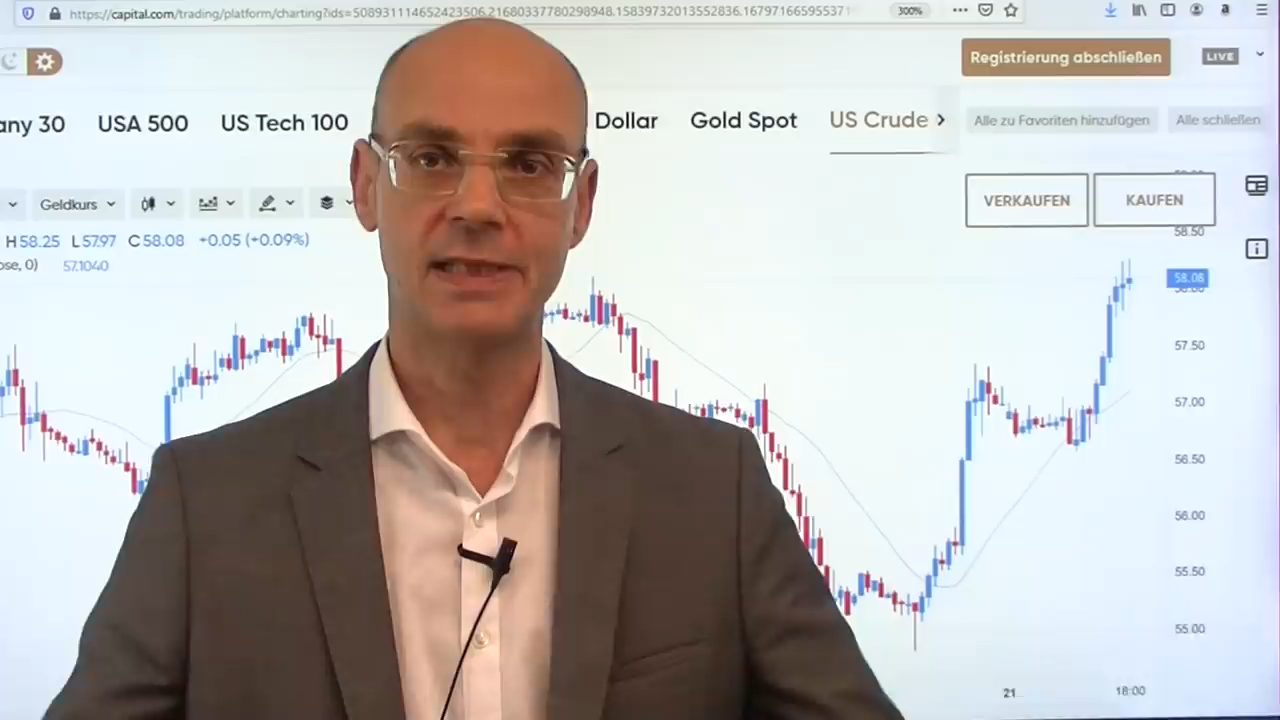 https://capital.com/trading/platform/charting?ids=508931114652423506.21680337780298948.15839732013552836.167971665955371
300%
Registrierung abschließen
LIVE
any 30
USA 500
US Tech 100
Dollar
Gold Spot
US Crude
Alle zu Favoriten hinzufügen
Alle schließen
Geldkurs
VERKAUFEN
KAUFEN
H 58.25 L 57.97 C 58.08 +0.05 (+0.09%)
ose, 0) 57.1040
58.50
58.08
57.50
57.00
56.50
56.00
55.50
55.00
21
18:00